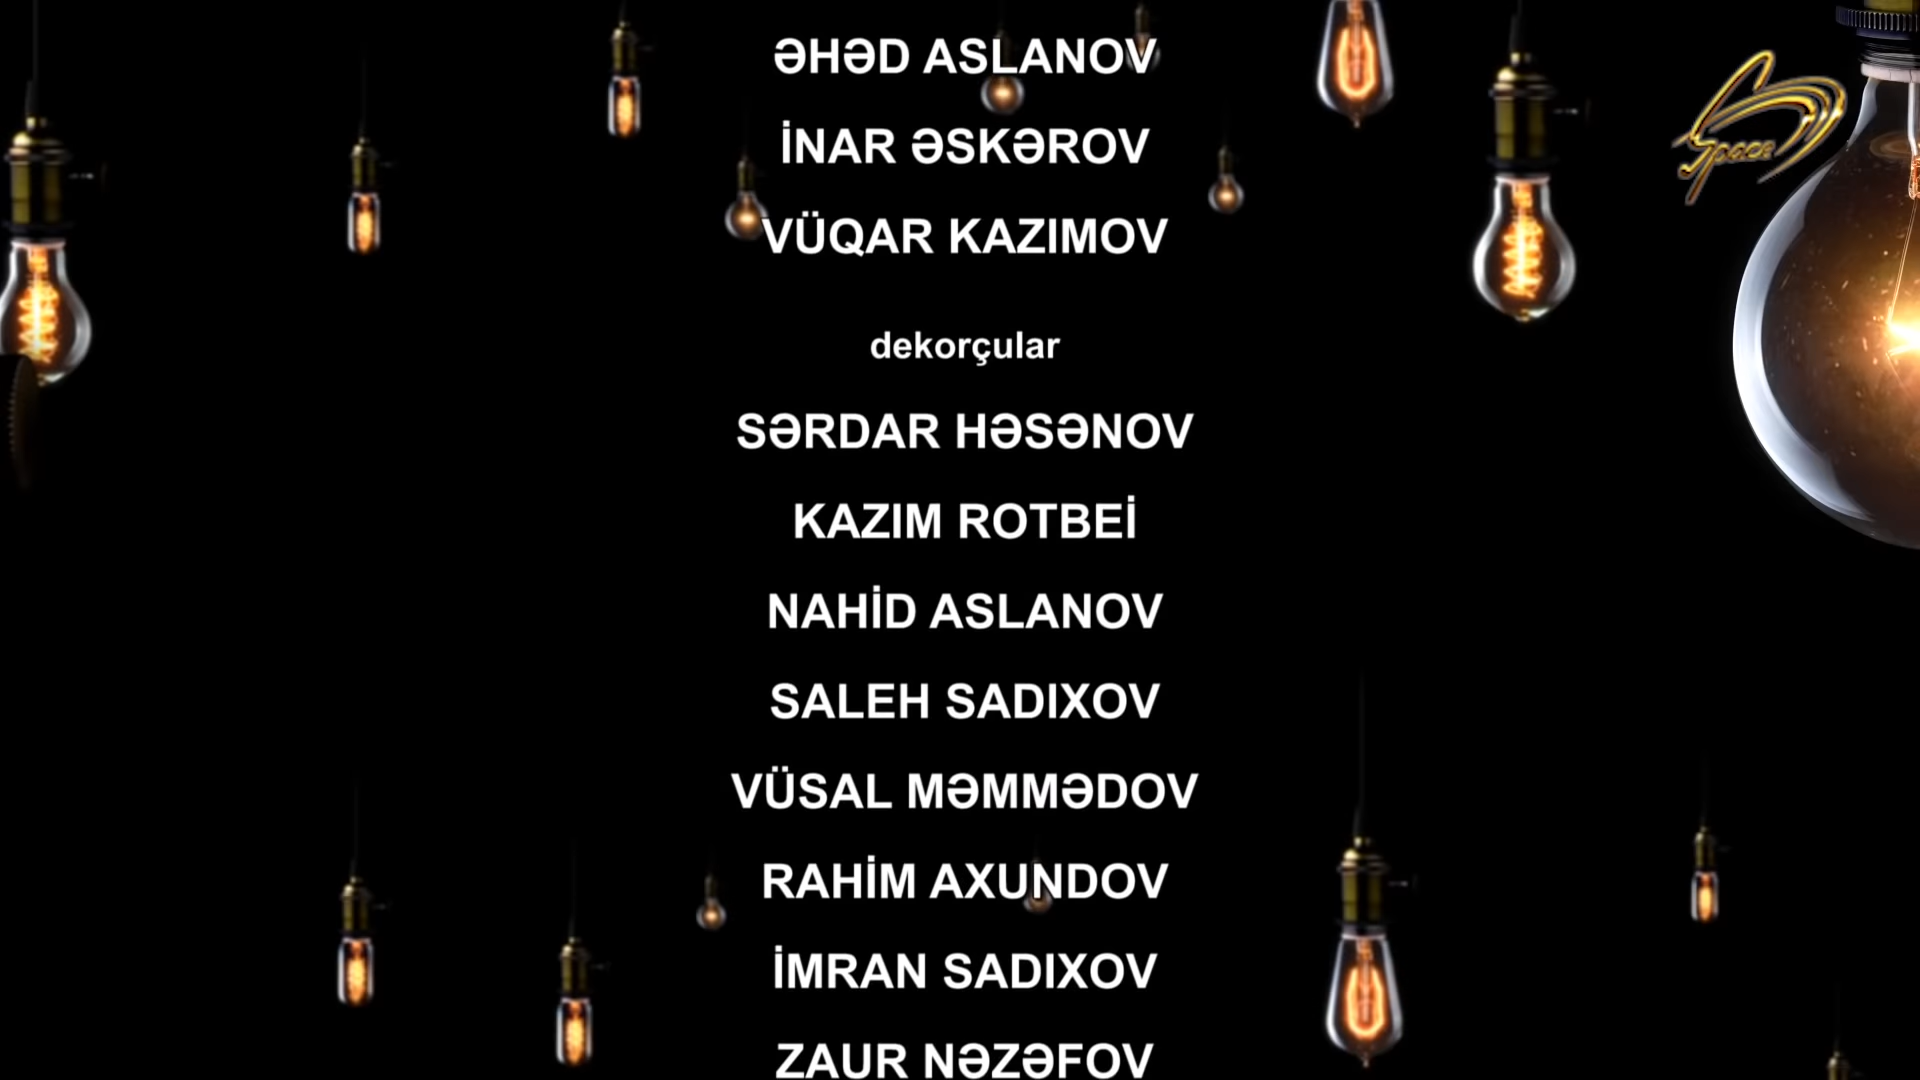 ƏHƏD ASLANOV
Space
İNAR ƏSKƏROV
VÜQAR KAZIMOV
dekorçular
SƏRDAR HƏSƏNOV
KAZIM ROTBEİ
NAHİD ASLANOV
SALEH SADIXOV
VÜSAL MƏMMƏDOV
RAHİM AXUNDOV
İMRAN SADIXOV
ZAUR NƏZƏFOV